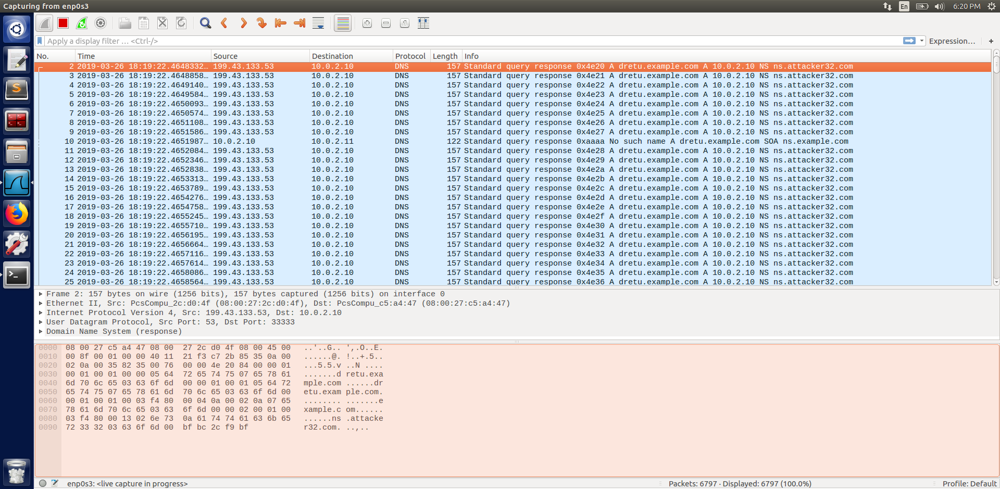 Capturing from enp0s3
En
6:20 PM
Apply a display filter … <Ctrl-/>
Expression…
+
No. Time Source Destination Protocol Length Info
2 2019-03-26 18:19:22.4648332… 199.43.133.53 10.0.2.10 DNS 157 Standard query response 0x4e20 A dretu.example.com A 10.0.2.10 NS ns.attacker32.com
3 2019-03-26 18:19:22.4648858… 199.43.133.53 10.0.2.10 DNS 157 Standard query response 0x4e21 A dretu.example.com A 10.0.2.10 NS ns.attacker32.com
4 2019-03-26 18:19:22.4649140… 199.43.133.53 10.0.2.10 DNS 157 Standard query response 0x4e22 A dretu.example.com A 10.0.2.10 NS ns.attacker32.com
5 2019-03-26 18:19:22.4649584… 199.43.133.53 10.0.2.10 DNS 157 Standard query response 0x4e23 A dretu.example.com A 10.0.2.10 NS ns.attacker32.com
6 2019-03-26 18:19:22.4650093… 199.43.133.53 10.0.2.10 DNS 157 Standard query response 0x4e24 A dretu.example.com A 10.0.2.10 NS ns.attacker32.com
7 2019-03-26 18:19:22.4650574… 199.43.133.53 10.0.2.10 DNS 157 Standard query response 0x4e25 A dretu.example.com A 10.0.2.10 NS ns.attacker32.com
8 2019-03-26 18:19:22.4651108… 199.43.133.53 10.0.2.10 DNS 157 Standard query response 0x4e26 A dretu.example.com A 10.0.2.10 NS ns.attacker32.com
9 2019-03-26 18:19:22.4651586… 199.43.133.53 10.0.2.10 DNS 157 Standard query response 0x4e27 A dretu.example.com A 10.0.2.10 NS ns.attacker32.com
10 2019-03-26 18:19:22.4651987… 10.0.2.10 10.0.2.11 DNS 122 Standard query response 0xaaaa No such name A dretu.example.com SOA ns.example.com
11 2019-03-26 18:19:22.4652084… 199.43.133.53 10.0.2.10 DNS 157 Standard query response 0x4e28 A dretu.example.com A 10.0.2.10 NS ns.attacker32.com
12 2019-03-26 18:19:22.4652346… 199.43.133.53 10.0.2.10 DNS 157 Standard query response 0x4e29 A dretu.example.com A 10.0.2.10 NS ns.attacker32.com
13 2019-03-26 18:19:22.4652838… 199.43.133.53 10.0.2.10 DNS 157 Standard query response 0x4e2a A dretu.example.com A 10.0.2.10 NS ns.attacker32.com
14 2019-03-26 18:19:22.4653313… 199.43.133.53 10.0.2.10 DNS 157 Standard query response 0x4e2b A dretu.example.com A 10.0.2.10 NS ns.attacker32.com
15 2019-03-26 18:19:22.4653789… 199.43.133.53 10.0.2.10 DNS 157 Standard query response 0x4e2c A dretu.example.com A 10.0.2.10 NS ns.attacker32.com
16 2019-03-26 18:19:22.4654276… 199.43.133.53 10.0.2.10 DNS 157 Standard query response 0x4e2d A dretu.example.com A 10.0.2.10 NS ns.attacker32.com
17 2019-03-26 18:19:22.4654758… 199.43.133.53 10.0.2.10 DNS 157 Standard query response 0x4e2e A dretu.example.com A 10.0.2.10 NS ns.attacker32.com
18 2019-03-26 18:19:22.4655245… 199.43.133.53 10.0.2.10 DNS 157 Standard query response 0x4e2f A dretu.example.com A 10.0.2.10 NS ns.attacker32.com
19 2019-03-26 18:19:22.4655710… 199.43.133.53 10.0.2.10 DNS 157 Standard query response 0x4e30 A dretu.example.com A 10.0.2.10 NS ns.attacker32.com
20 2019-03-26 18:19:22.4656195… 199.43.133.53 10.0.2.10 DNS 157 Standard query response 0x4e31 A dretu.example.com A 10.0.2.10 NS ns.attacker32.com
21 2019-03-26 18:19:22.4656664… 199.43.133.53 10.0.2.10 DNS 157 Standard query response 0x4e32 A dretu.example.com A 10.0.2.10 NS ns.attacker32.com
22 2019-03-26 18:19:22.4657116… 199.43.133.53 10.0.2.10 DNS 157 Standard query response 0x4e33 A dretu.example.com A 10.0.2.10 NS ns.attacker32.com
23 2019-03-26 18:19:22.4657614… 199.43.133.53 10.0.2.10 DNS 157 Standard query response 0x4e34 A dretu.example.com A 10.0.2.10 NS ns.attacker32.com
24 2019-03-26 18:19:22.4658086… 199.43.133.53 10.0.2.10 DNS 157 Standard query response 0x4e35 A dretu.example.com A 10.0.2.10 NS ns.attacker32.com
25 2019-03-26 18:19:22.4658564… 199.43.133.53 10.0.2.10 DNS 157 Standard query response 0x4e36 A dretu.example.com A 10.0.2.10 NS ns.attacker32.com
Frame 2: 157 bytes on wire (1256 bits), 157 bytes captured (1256 bits) on interface 0
Ethernet II, Src: PcsCompu_2c:d0:4f (08:00:27:2c:d0:4f), Dst: PcsCompu_c5:a4:47 (08:00:27:c5:a4:47)
Internet Protocol Version 4, Src: 199.43.133.53, Dst: 10.0.2.10
User Datagram Protocol, Src Port: 53, Dst Port: 33333
Domain Name System (response)
0000 08 00 27 c5 a4 47 08 00 27 2c d0 4f 08 00 45 00 ..'..G.. ',.O..E.
0010 00 8f 00 01 00 00 40 11 21 f3 c7 2b 85 35 0a 00 ......@. !..+.5..
0020 02 0a 00 35 82 35 00 76 00 00 4e 20 84 00 00 01 ...5.5.v ..N ....
0030 00 01 00 01 00 00 05 64 72 65 74 75 07 65 78 61 .......d retu.exa
0040 6d 70 6c 65 03 63 6f 6d 00 00 01 00 01 05 64 72 mple.com ......dr
0050 65 74 75 07 65 78 61 6d 70 6c 65 03 63 6f 6d 00 etu.exam ple.com.
0060 00 01 00 01 00 03 f4 80 00 04 0a 00 02 0a 07 65 ........ .......e
0070 78 61 6d 70 6c 65 03 63 6f 6d 00 00 02 00 01 00 xample.c om......
0080 03 f4 80 00 13 02 6e 73 0a 61 74 74 61 63 6b 65 ......ns .attacke
0090 72 33 32 03 63 6f 6d 00 bf bc 2c f9 bf r32.com. ..,..
enp0s3: <live capture in progress>
Packets: 6797 · Displayed: 6797 (100.0%)
Profile: Default